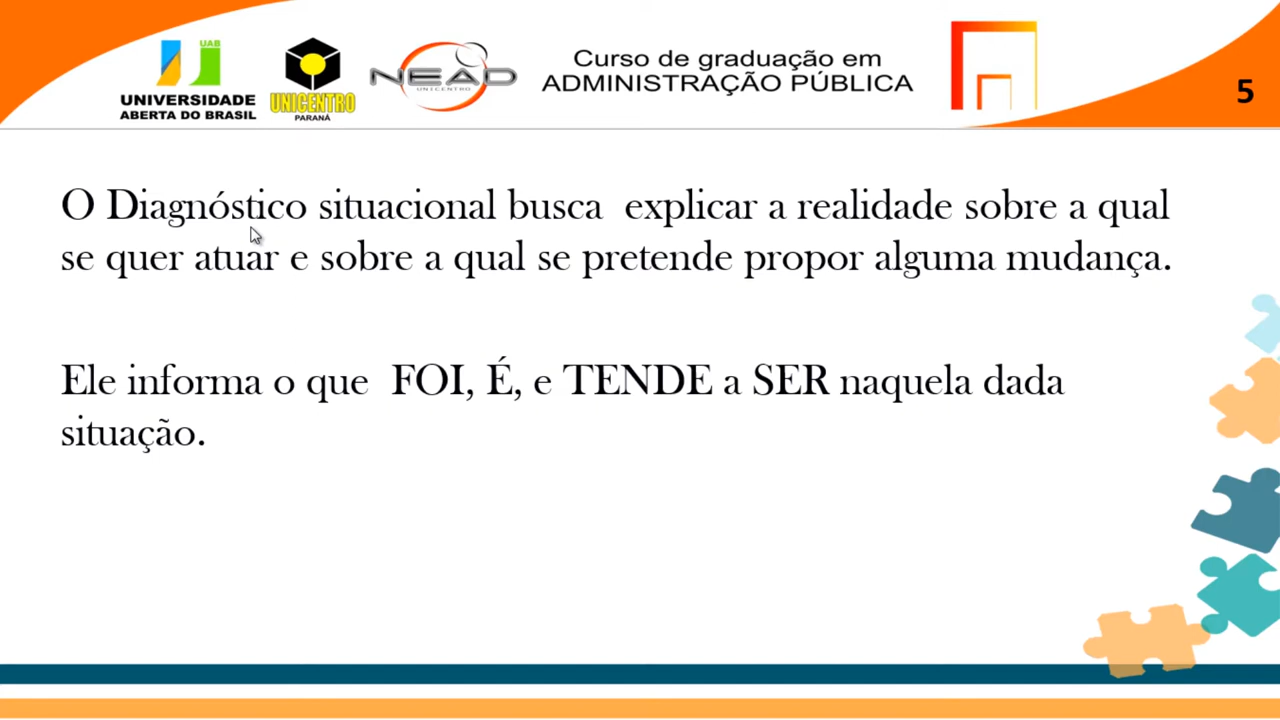 UAB
UNIVERSIDADE
ABERTA DO BRASIL
UNICENTRO
PARANÁ
NEAD
UNICENTRO
Curso de graduação em
ADMINISTRAÇÃO PÚBLICA
5
O Diagnóstico situacional busca explicar a realidade sobre a qual
se quer atuar e sobre a qual se pretende propor alguma mudança.
Ele informa o que FOI, É, e TENDE a SER naquela dada
situação.